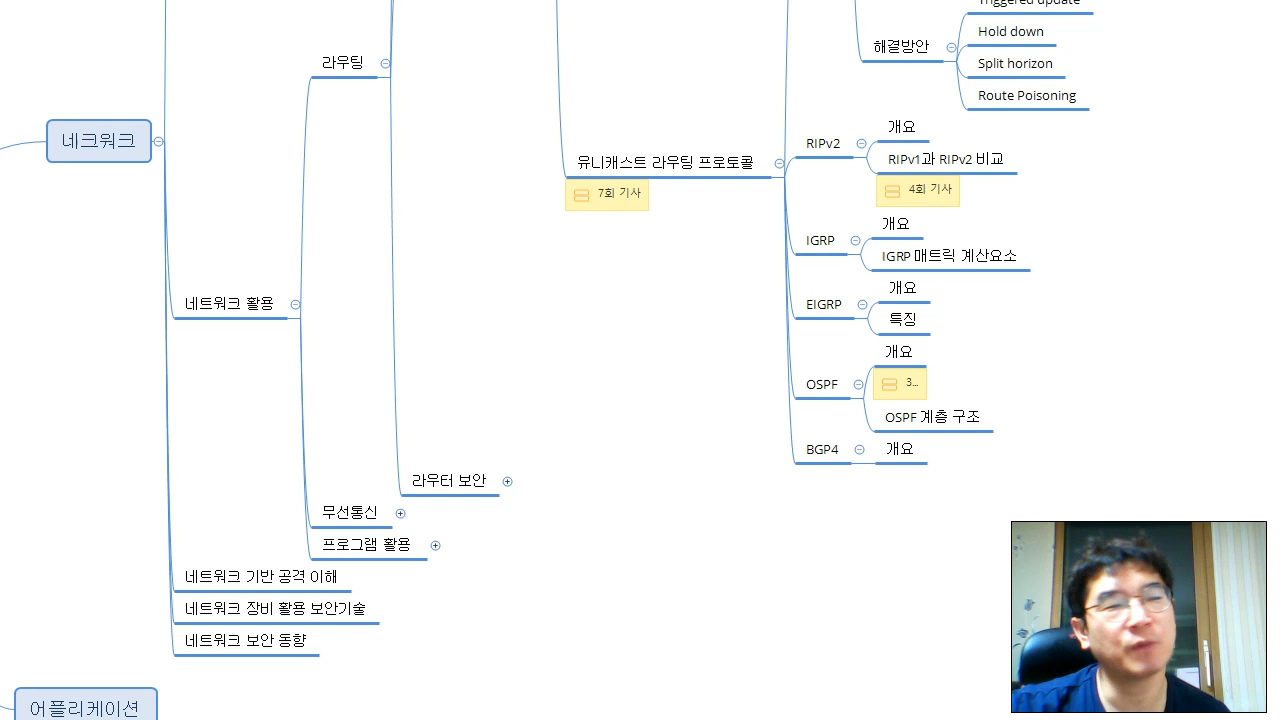 Triggered update
해결방안
Hold down
Split horizon
Route Poisoning
라우팅
네크워크
유니캐스트 라우팅 프로토콜
7회 기사
RIPv2
개요
RIPv1과 RIPv2 비교
4회 기사
IGRP
개요
IGRP 매트릭 계산요소
EIGRP
개요
특징
OSPF
개요
3...
OSPF 계층 구조
BGP4
개요
네트워크 활용
라우터 보안
무선통신
프로그램 활용
네트워크 기반 공격 이해
네트워크 장비 활용 보안기술
네트워크 보안 동향
어플리케이션